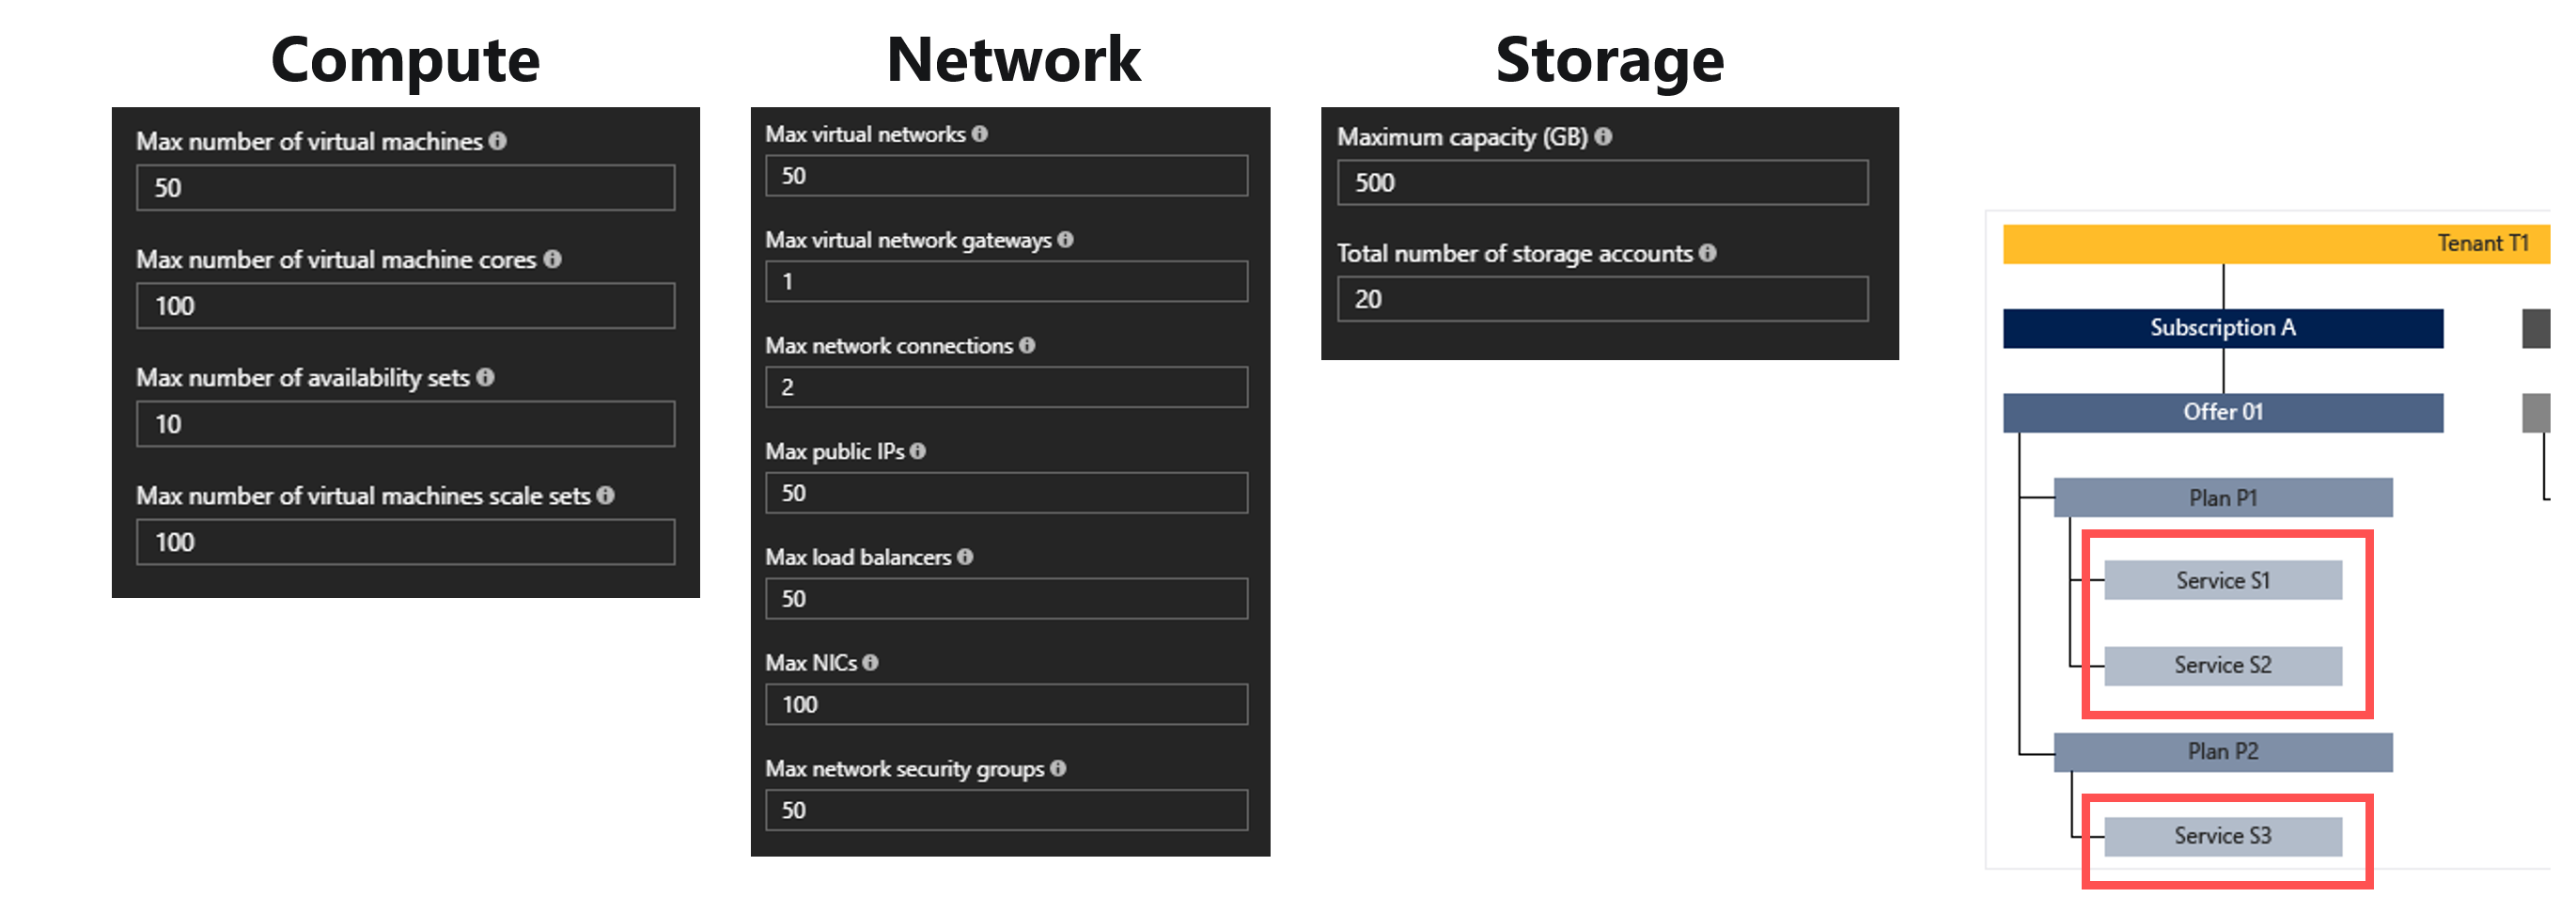 Compute
Max number of virtual machines
50
Max number of virtual machine cores
100
Max number of availability sets
10
Max number of virtual machines scale sets
100
Network
Max virtual networks
50
Max virtual network gateways
1
Max network connections
2
Max public IPs
50
Max load balancers
50
Max NICs
100
Max network security groups
50
Storage
Maximum capacity (GB)
500
Total number of storage accounts
20
Tenant T1
Subscription A
Offer 01
Plan P1
Service S1
Service S2
Plan P2
Service S3